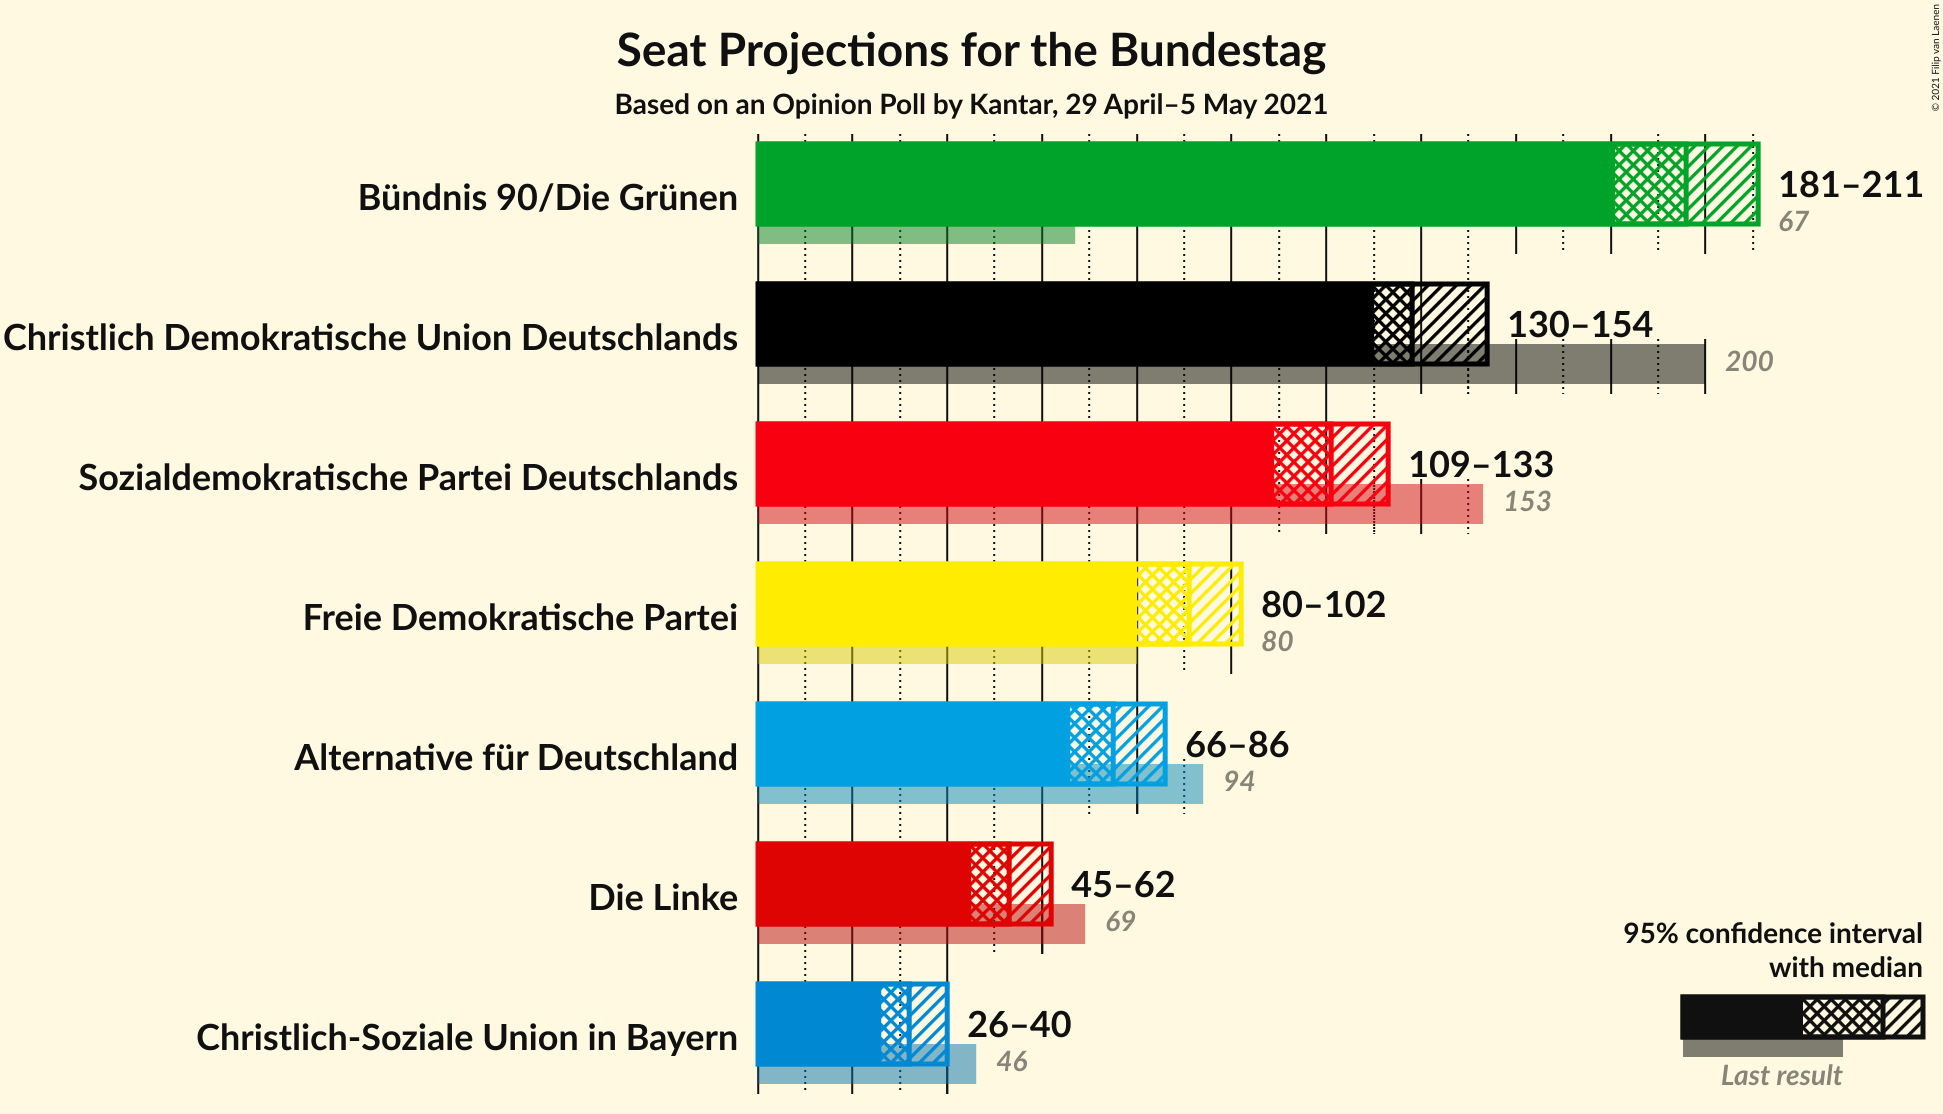 Seat Projections for the Bundestag
Based on an Opinion Poll by Kantar, 29 April–5 May 2021
© 2021 Filip van Laenen
Bündnis 90/Die Grünen
181–211
67
Christlich Demokratische Union Deutschlands
130–154
200
Sozialdemokratische Partei Deutschlands
109–133
153
Freie Demokratische Partei
80–102
80
Alternative für Deutschland
66–86
94
Die Linke
45–62
69
Christlich-Soziale Union in Bayern
26–40
46
95% confidence interval
with median
Last result